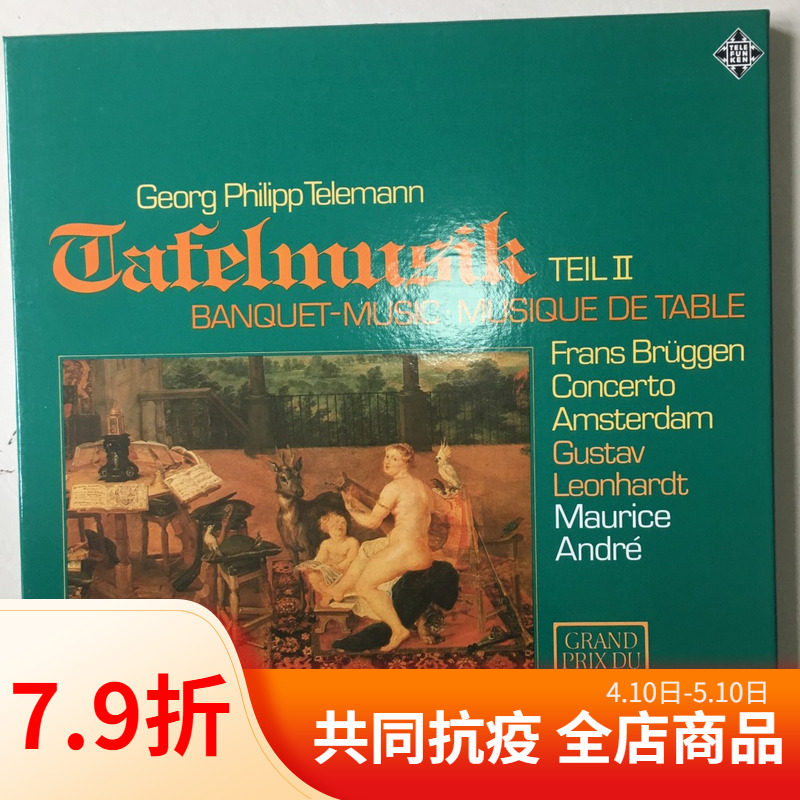 TELE
FUN
KEN
Georg Philipp Telemann
Tafelmusik TEIL II
BANQUET-MUSIC · MUSIQUE DE TABLE
Frans Brüggen
Concerto
Amsterdam
Gustav
Leonhardt
Maurice
André
GRAND
PRIX DU
4.10日-5.10日
7.9折
共同抗疫 全店商品